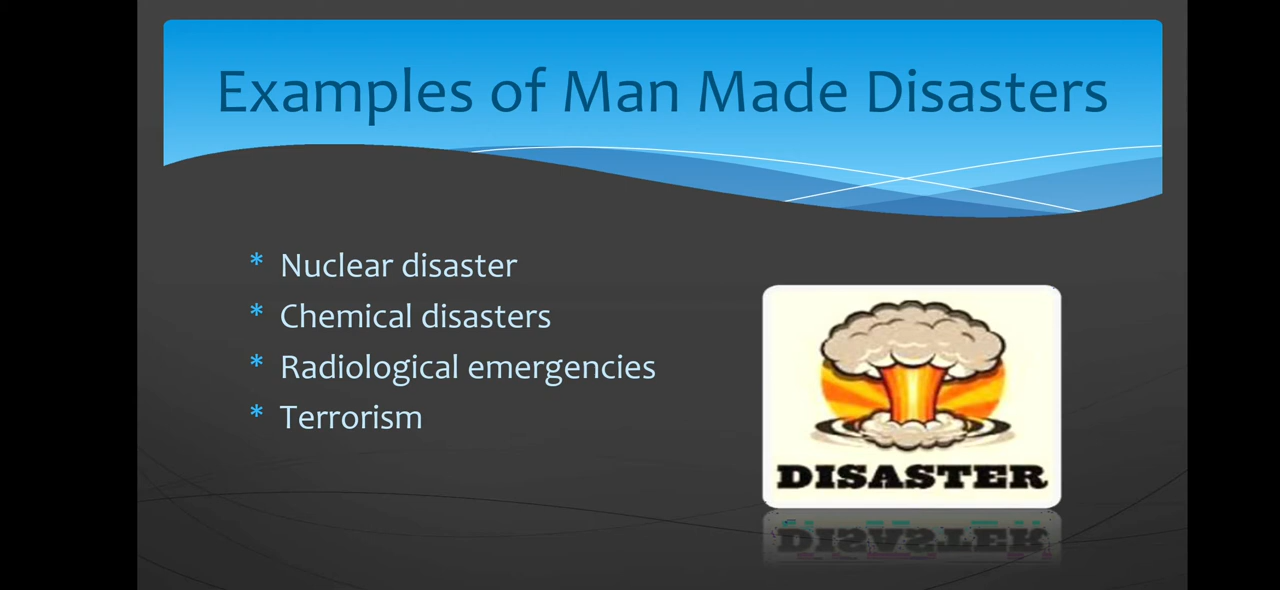 Examples of Man Made Disasters
* Nuclear disaster
* Chemical disasters
* Radiological emergencies
* Terrorism
DISASTER